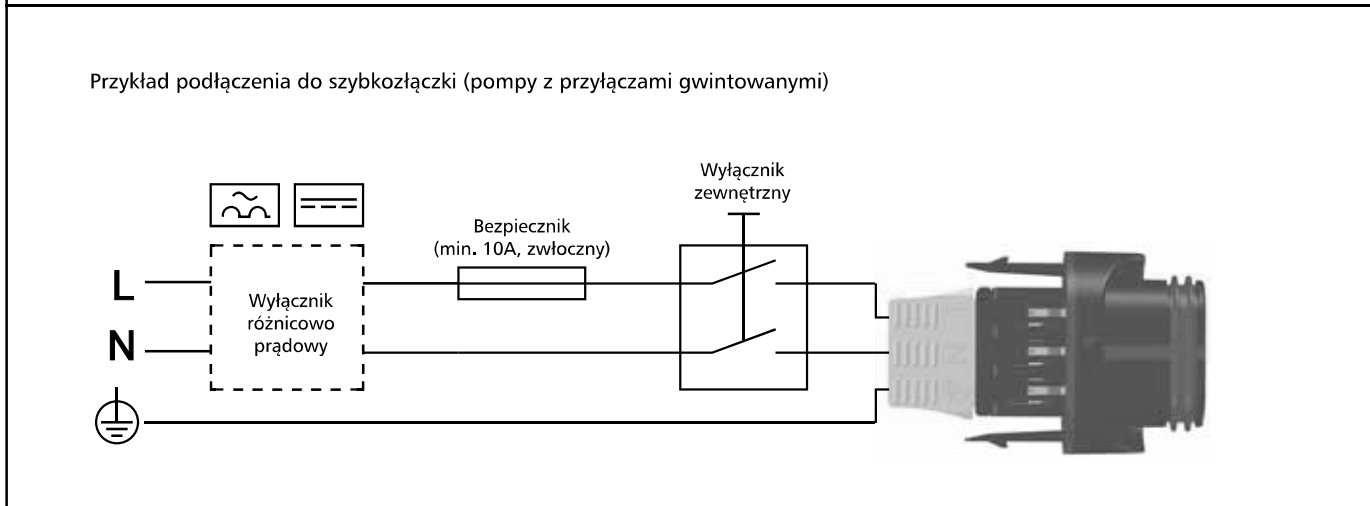 Przykład podłączenia do szybkozłączki (pompy z przyłączami gwintowanymi)
Wyłącznik
zewnętrzny
Bezpiecznik
(min. 10A, zwłoczny)
L
Wyłącznik
różnicowo
prądowy
N